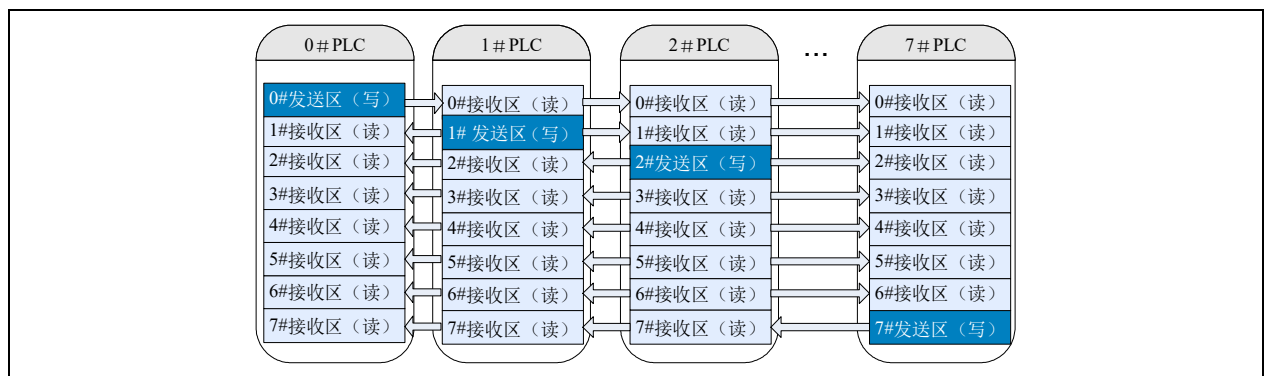 0＃PLC 1＃PLC 2＃PLC … 7＃PLC
0#发送区（写） 0#接收区（读） 0#接收区（读） 0#接收区（读）
1#接收区（读） 1# 发送区（写） 1#接收区（读） 1#接收区（读）
2#接收区（读） 2#接收区（读） 2#发送区（写） 2#接收区（读）
3#接收区（读） 3#接收区（读） 3#接收区（读） 3#接收区（读）
4#接收区（读） 4#接收区（读） 4#接收区（读） 4#接收区（读）
5#接收区（读） 5#接收区（读） 5#接收区（读） 5#接收区（读）
6#接收区（读） 6#接收区（读） 6#接收区（读） 6#接收区（读）
7#接收区（读） 7#接收区（读） 7#接收区（读） 7#发送区（写）